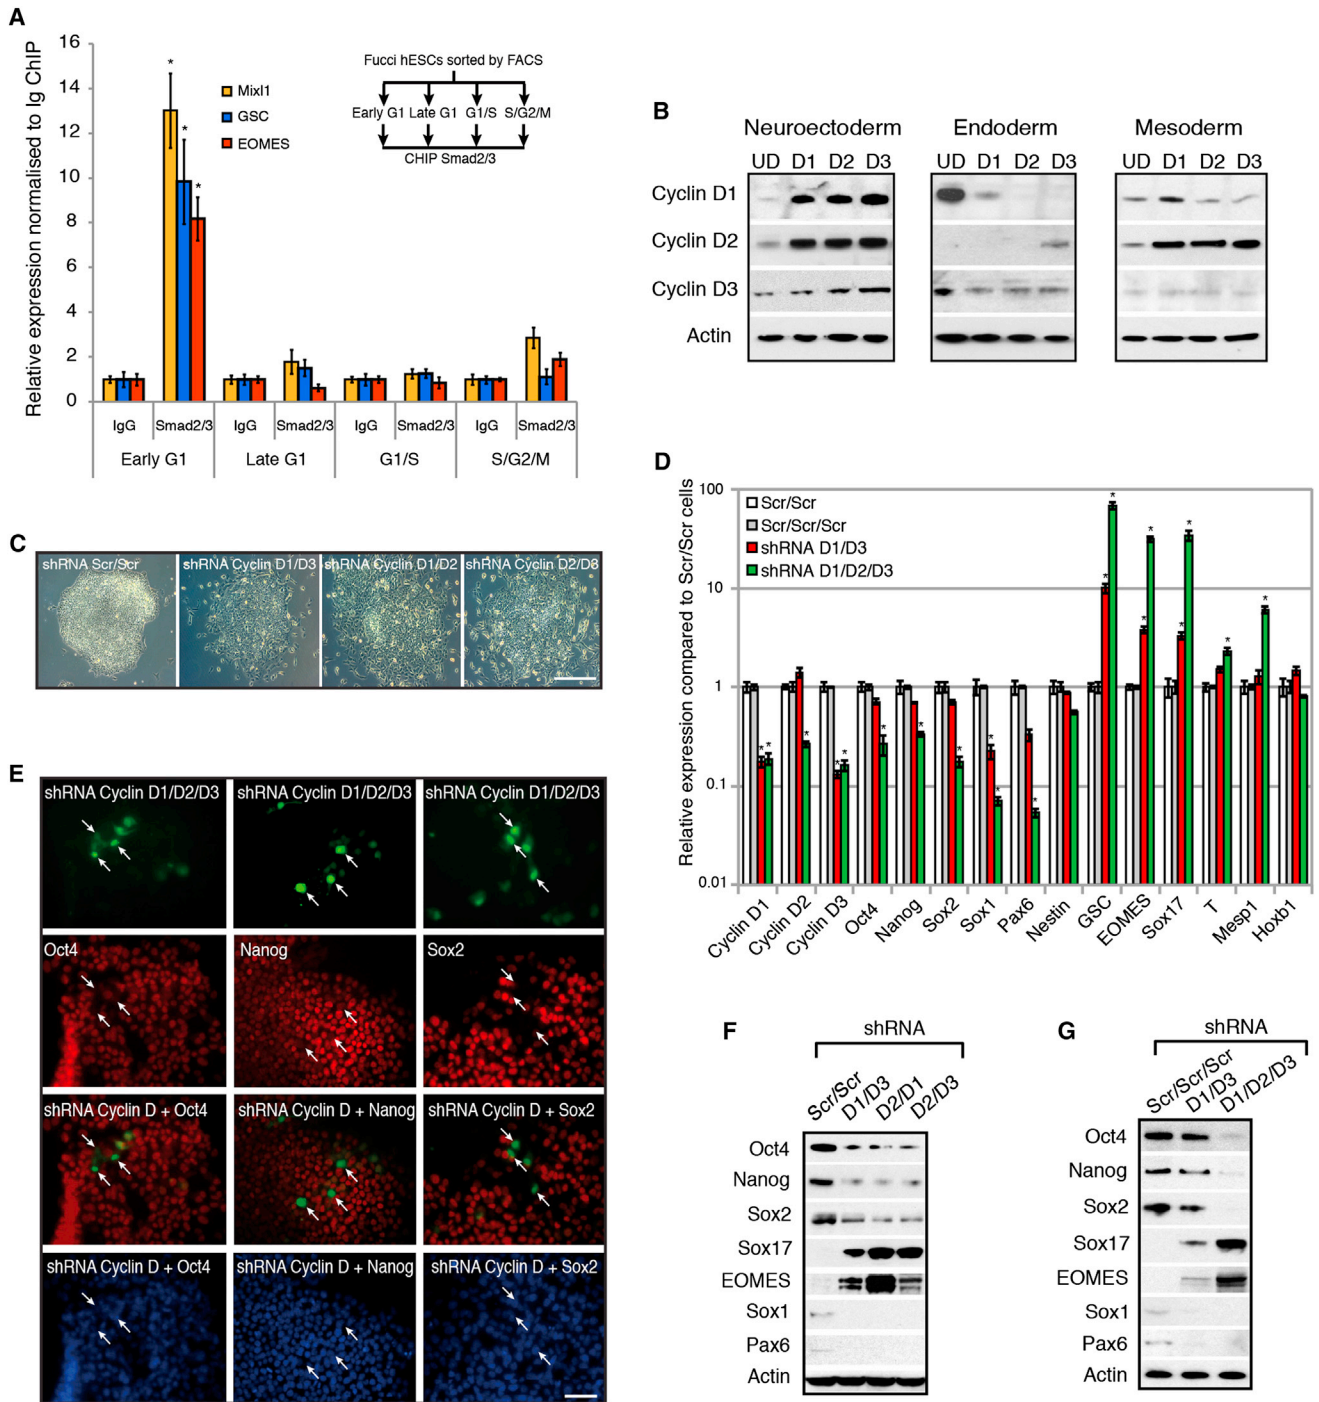 A
Relative expression normalised to Ig ChIP
16
14
12
10
8
6
4
2
0
*
*
*
Mixl1
GSC
EOMES
Fucci hESCs sorted by FACS
Early G1 Late G1 G1/S S/G2/M
CHIP Smad2/3
IgG Smad2/3 IgG Smad2/3 IgG Smad2/3 IgG Smad2/3
Early G1 Late G1 G1/S S/G2/M
B
Neuroectoderm Endoderm Mesoderm
UD D1 D2 D3 UD D1 D2 D3 UD D1 D2 D3
Cyclin D1
Cyclin D2
Cyclin D3
Actin
C
shRNA Scr/Scr shRNA Cyclin D1/D3 shRNA Cyclin D1/D2 shRNA Cyclin D2/D3
D
Relative expression compared to Scr/Scr cells
100
10
1
0.1
0.01
Scr/Scr
Scr/Scr/Scr
shRNA D1/D3
shRNA D1/D2/D3
* * * * * * * * * * * * * * * * * * * *
Cyclin D1 Cyclin D2 Cyclin D3 Oct4 Nanog Sox2 Sox1 Pax6 Nestin GSC EOMES Sox17 T Mesp1 Hoxb1
E
shRNA Cyclin D1/D2/D3 shRNA Cyclin D1/D2/D3 shRNA Cyclin D1/D2/D3
Oct4 Nanog Sox2
shRNA Cyclin D + Oct4 shRNA Cyclin D + Nanog shRNA Cyclin D + Sox2
shRNA Cyclin D + Oct4 shRNA Cyclin D + Nanog shRNA Cyclin D + Sox2
F
shRNA
Scr/Scr D1/D3 D2/D1 D2/D3
Oct4
Nanog
Sox2
Sox17
EOMES
Sox1
Pax6
Actin
G
shRNA
Scr/Scr/Scr D1/D3 D1/D2/D3
Oct4
Nanog
Sox2
Sox17
EOMES
Sox1
Pax6
Actin